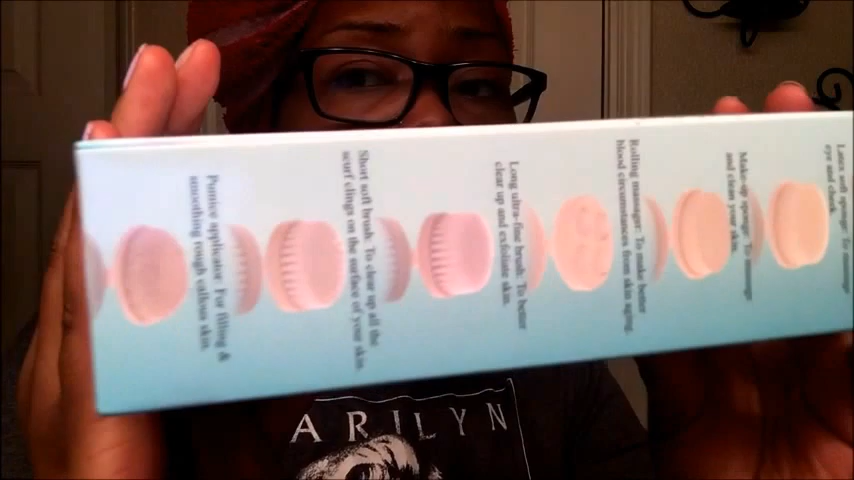 Pumice applicator: For filling &
smoothing rough callous skin.
Short soft brush: To clear up all the
scurf clings on the surface of your skin.
Long ultra-fine brush: To better
clear up and exfoliate skin.
Rolling massager: To make better
blood circumstances from skin aging.
Make-up sponge: To massage
and clean your skin.
Latex soft sponge: To massage
eye and cheek.
ARILYN